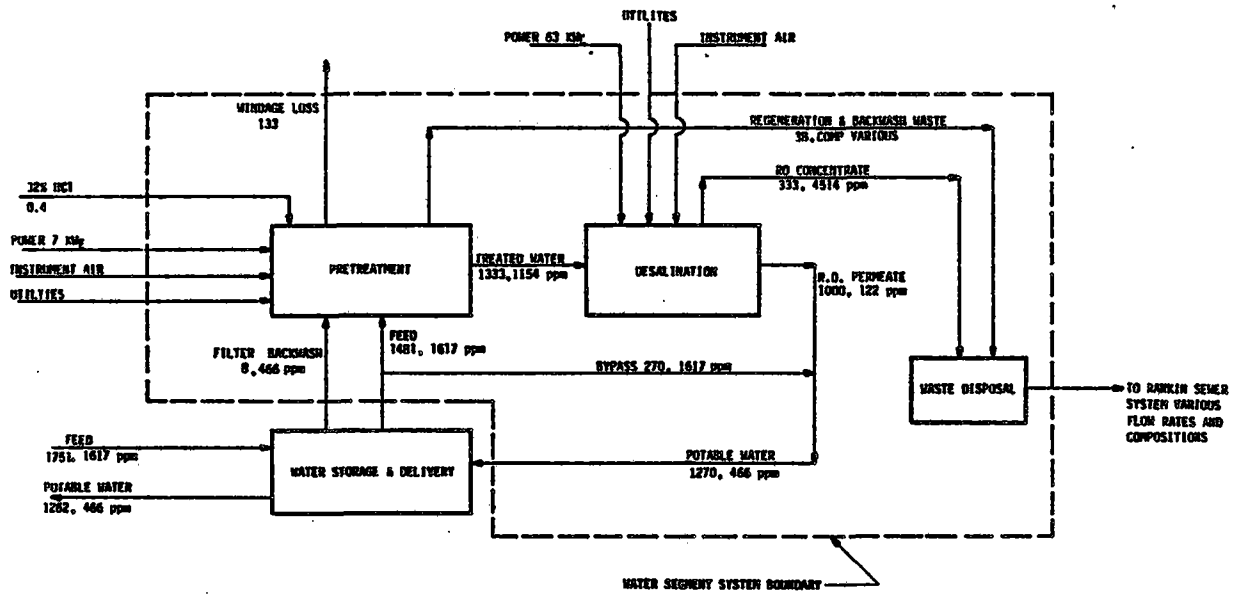 UTILITES
POWER 63 KWe
INSTRUMENT AIR
WINDAGE LOSS
133
REGENERATION & BACKWASH WASTE
38, COMP VARIOUS
RO CONCENTRATE
333, 4514 ppm
32% HCl
0.4
POWER 7 KWe
INSTRUMENT AIR
UTILITIES
PRETREATMENT
TREATED WATER
1333, 1154 ppm
DESALINATION
R.O. PERMEATE
1000, 122 ppm
FILTER BACKWASH
8, 466 ppm
FEED
1481, 1617 ppm
BYPASS 270, 1617 ppm
WASTE DISPOSAL
TO RANKIN SEWER
SYSTEM VARIOUS
FLOW RATES AND
COMPOSITIONS
FEED
1751, 1617 ppm
WATER STORAGE & DELIVERY
POTABLE WATER
1270, 466 ppm
POTABLE WATER
1262, 466 ppm
WATER SEGMENT SYSTEM BOUNDARY